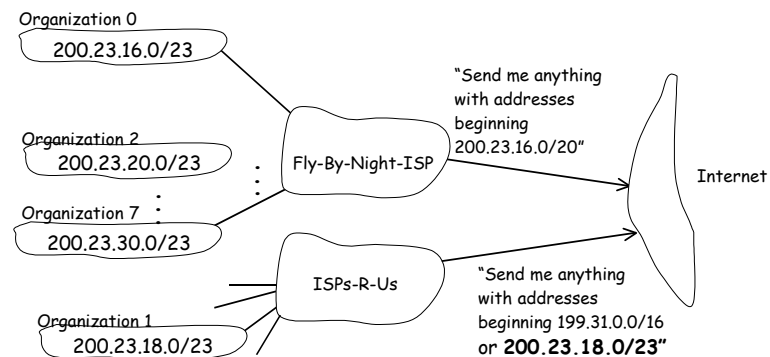 Organization 0
200.23.16.0/23
Organization 2
200.23.20.0/23
Organization 7
200.23.30.0/23
Fly-By-Night-ISP
“Send me anything
with addresses
beginning
200.23.16.0/20”
Internet
ISPs-R-Us
Organization 1
200.23.18.0/23
“Send me anything
with addresses
beginning 199.31.0.0/16
or 200.23.18.0/23”